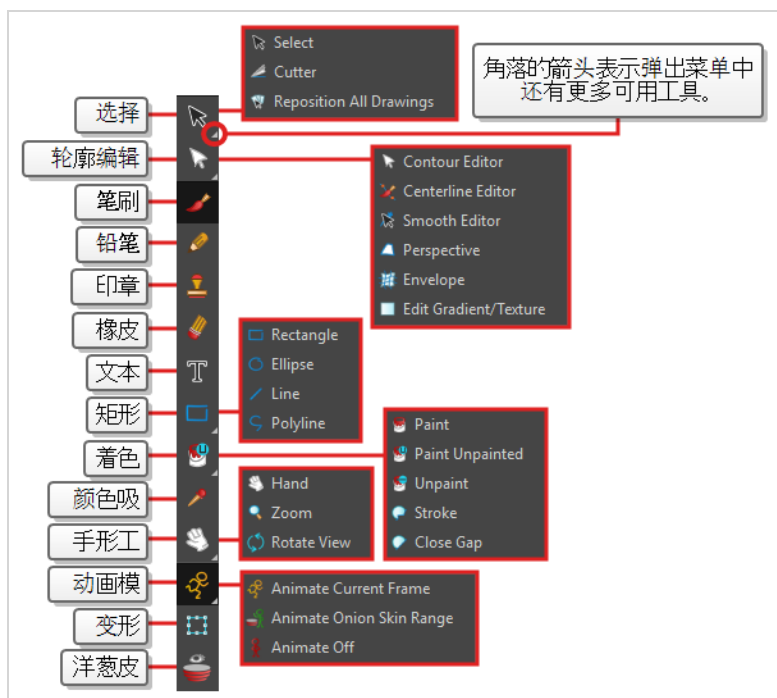 Select
Cutter
Reposition All Drawings
角落的箭头表示弹出菜单中
还有更多可用工具。
选择
轮廓编辑
Contour Editor
Centerline Editor
Smooth Editor
Perspective
Envelope
Edit Gradient/Texture
笔刷
铅笔
印章
橡皮
文本
矩形
Rectangle
Ellipse
Line
Polyline
着色
Paint
Paint Unpainted
Unpaint
Stroke
Close Gap
颜色吸
手形工
Hand
Zoom
Rotate View
动画模
Animate Current Frame
Animate Onion Skin Range
Animate Off
变形
洋葱皮